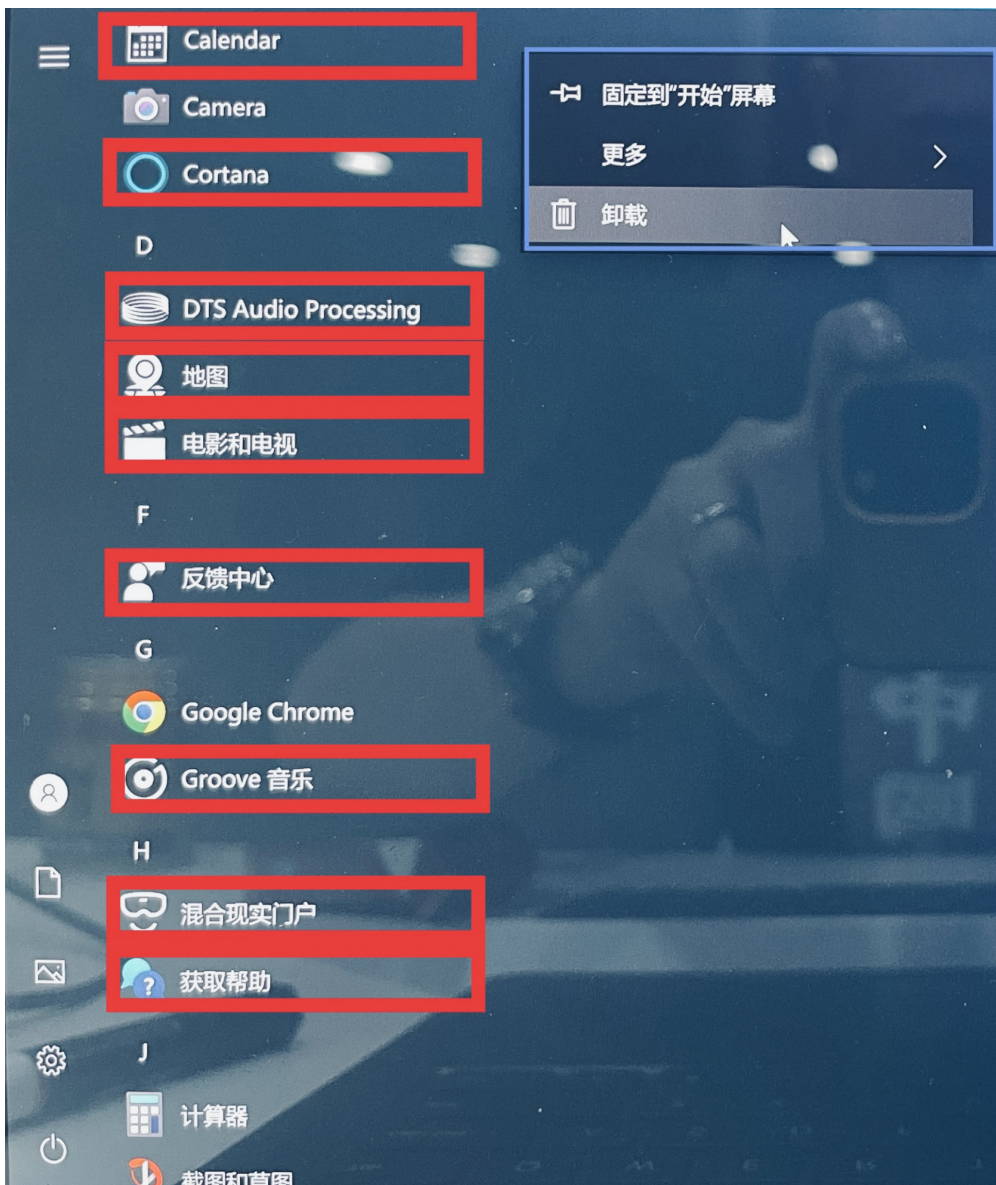 Calendar
Camera
Cortana
D
DTS Audio Processing
地图
电影和电视
F
反馈中心
G
Google Chrome
Groove 音乐
H
混合现实门户
获取帮助
J
计算器
截图和草图
固定到"开始"屏幕
更多
卸载
中
国